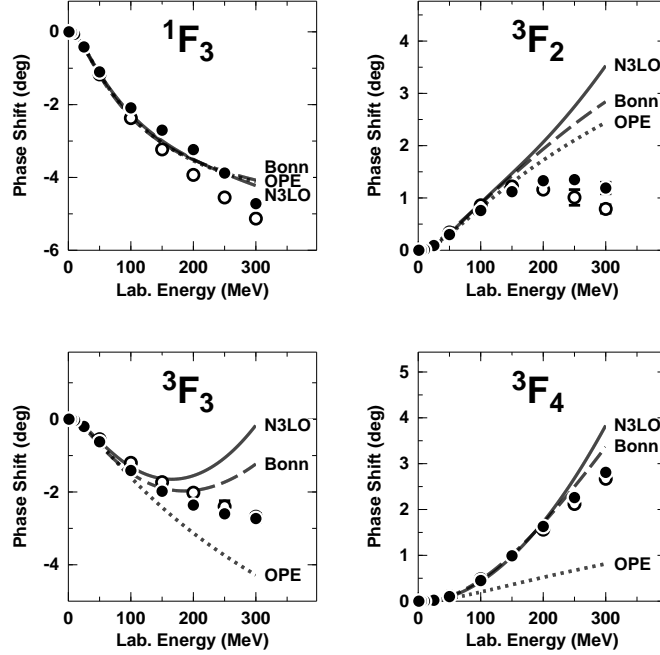 ¹F₃
Phase Shift (deg)
0
-2
-4
-6
Bonn
OPE
N3LO
0 100 200 300
Lab. Energy (MeV)
³F₂
Phase Shift (deg)
4
3
2
1
0
N3LO
Bonn
OPE
0 100 200 300
Lab. Energy (MeV)
³F₃
Phase Shift (deg)
0
-2
-4
N3LO
Bonn
OPE
0 100 200 300
Lab. Energy (MeV)
³F₄
Phase Shift (deg)
5
4
3
2
1
0
N3LO
Bonn
OPE
0 100 200 300
Lab. Energy (MeV)